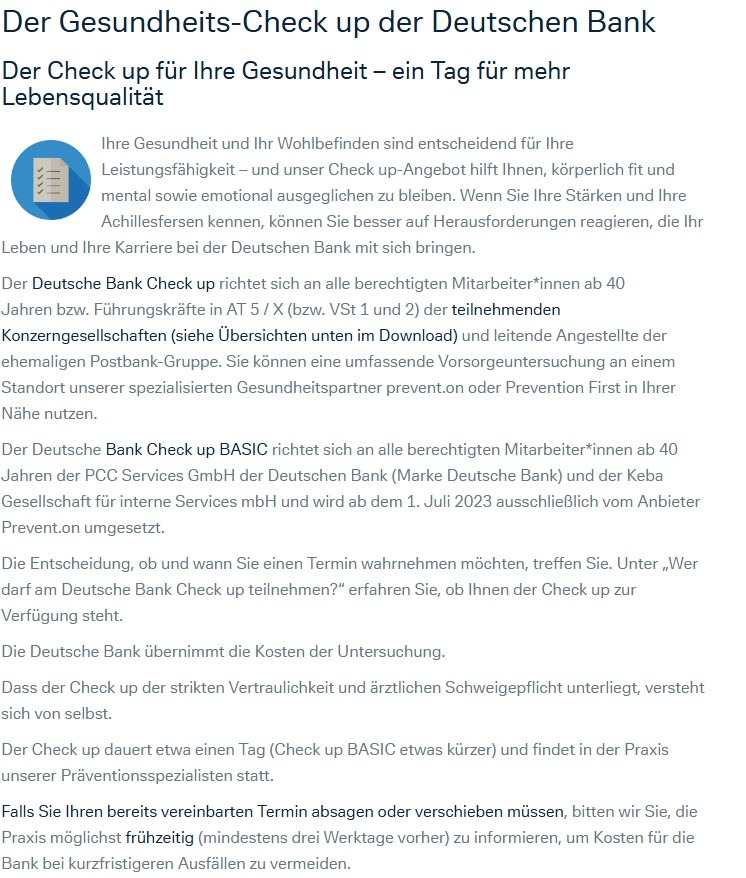 Der Gesundheits-Check up der Deutschen Bank
Der Check up für Ihre Gesundheit – ein Tag für mehr
Lebensqualität
Ihre Gesundheit und Ihr Wohlbefinden sind entscheidend für Ihre
Leistungsfähigkeit – und unser Check up-Angebot hilft Ihnen, körperlich fit und
mental sowie emotional ausgeglichen zu bleiben. Wenn Sie Ihre Stärken und Ihre
Achillesfersen kennen, können Sie besser auf Herausforderungen reagieren, die Ihr
Leben und Ihre Karriere bei der Deutschen Bank mit sich bringen.
Der Deutsche Bank Check up richtet sich an alle berechtigten Mitarbeiter*innen ab 40
Jahren bzw. Führungskräfte in AT 5 / X (bzw. VSt 1 und 2) der teilnehmenden
Konzerngesellschaften (siehe Übersichten unten im Download) und leitende Angestellte der
ehemaligen Postbank-Gruppe. Sie können eine umfassende Vorsorgeuntersuchung an einem
Standort unserer spezialisierten Gesundheitspartner prevent.on oder Prevention First in Ihrer
Nähe nutzen.
Der Deutsche Bank Check up BASIC richtet sich an alle berechtigten Mitarbeiter*innen ab 40
Jahren der PCC Services GmbH der Deutschen Bank (Marke Deutsche Bank) und der Keba
Gesellschaft für interne Services mbH und wird ab dem 1. Juli 2023 ausschließlich vom Anbieter
Prevent.on umgesetzt.
Die Entscheidung, ob und wann Sie einen Termin wahrnehmen möchten, treffen Sie. Unter „Wer
darf am Deutsche Bank Check up teilnehmen?“ erfahren Sie, ob Ihnen der Check up zur
Verfügung steht.
Die Deutsche Bank übernimmt die Kosten der Untersuchung.
Dass der Check up der strikten Vertraulichkeit und ärztlichen Schweigepflicht unterliegt, versteht
sich von selbst.
Der Check up dauert etwa einen Tag (Check up BASIC etwas kürzer) und findet in der Praxis
unserer Präventionsspezialisten statt.
Falls Sie Ihren bereits vereinbarten Termin absagen oder verschieben müssen, bitten wir Sie, die
Praxis möglichst frühzeitig (mindestens drei Werktage vorher) zu informieren, um Kosten für die
Bank bei kurzfristigeren Ausfällen zu vermeiden.